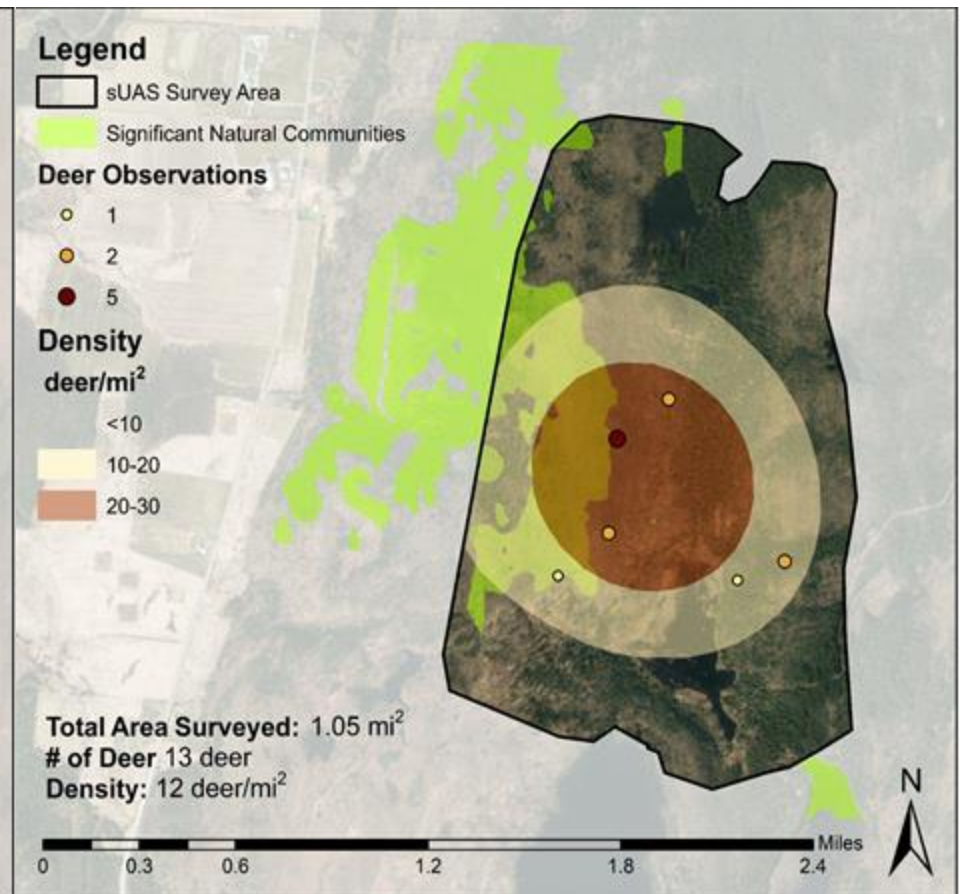 Legend
sUAS Survey Area
Significant Natural Communities
Deer Observations
1
2
5
Density
deer/mi²
<10
10-20
20-30
Total Area Surveyed: 1.05 mi²
# of Deer 13 deer
Density: 12 deer/mi²
N
Miles
0 0.3 0.6 1.2 1.8 2.4